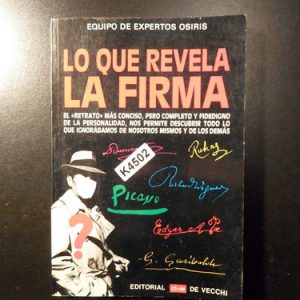 EQUIPO DE EXPERTOS OSIRIS
LO QUE REVELA
LA FIRMA
EL «RETRATO» MÁS CONCISO, PERO COMPLETO Y FIDEDIGNO
DE LA PERSONALIDAD, NOS PERMITE DESCUBRIR TODO LO
QUE IGNORÁBAMOS DE NOSOTROS MISMOS Y DE LOS DEMÁS
K4502
Picasso
?
Edgar A. Poe
G. Garibaldi
EDITORIAL DE VECCHI